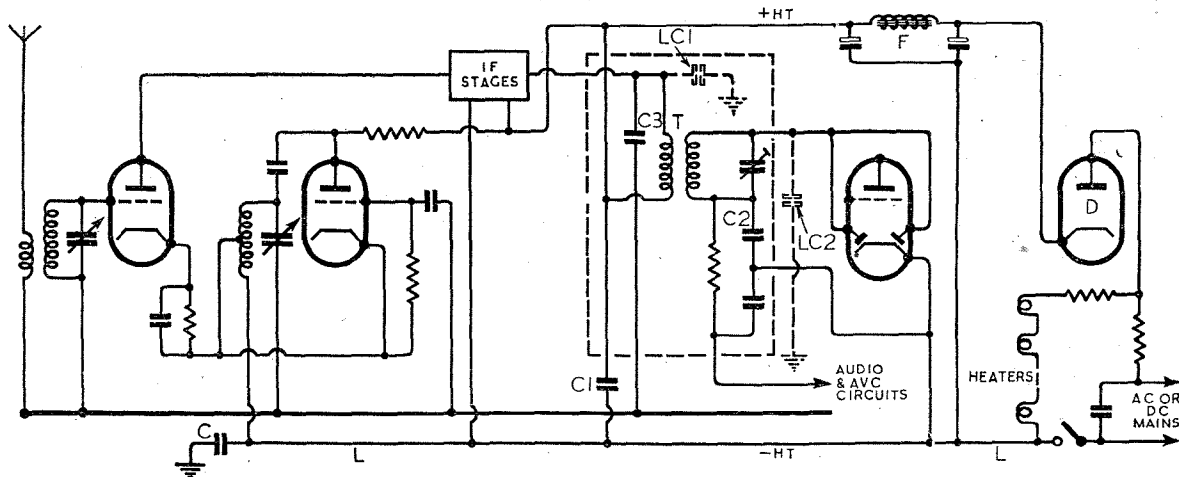 +HT
LC1
F
IF
STAGES
C3
T
D
C2
LC2
HEATERS
C1
AUDIO
& AVC
CIRCUITS
AC OR
DC
MAINS
C
L
-HT
L